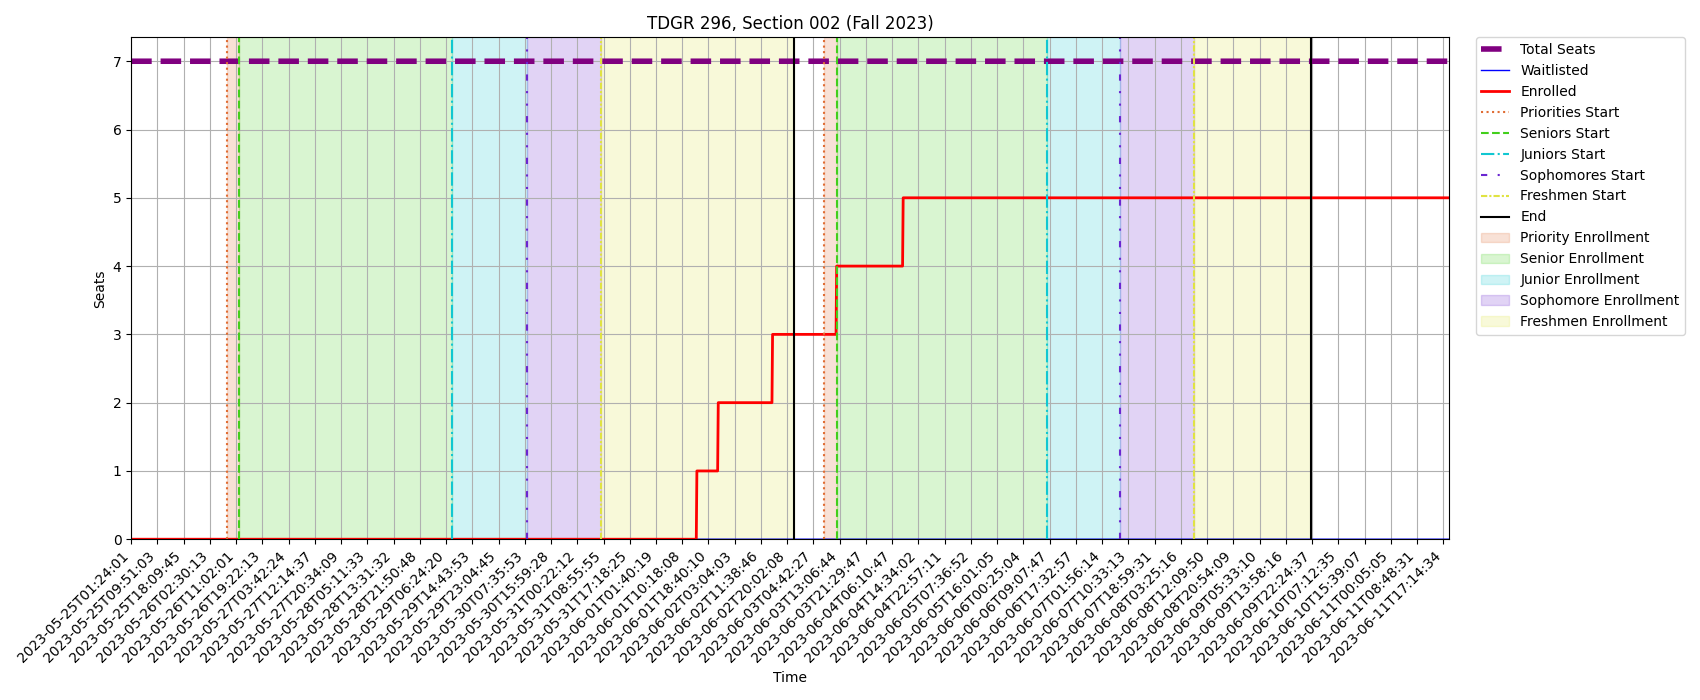 TDGR 296, Section 002 (Fall 2023)
Seats
7
6
5
4
3
2
1
0
2023-05-25T01:24:01
2023-05-25T09:51:03
2023-05-25T18:09:45
2023-05-26T02:30:13
2023-05-26T11:02:01
2023-05-26T19:22:13
2023-05-27T03:42:24
2023-05-27T12:14:37
2023-05-27T20:34:09
2023-05-28T05:11:33
2023-05-28T13:31:32
2023-05-28T21:50:48
2023-05-29T06:24:20
2023-05-29T14:43:53
2023-05-29T23:04:45
2023-05-30T07:35:53
2023-05-30T15:59:28
2023-05-31T00:22:12
2023-05-31T08:55:55
2023-05-31T17:18:25
2023-06-01T01:40:19
2023-06-01T10:18:08
2023-06-01T18:40:10
2023-06-02T03:04:03
2023-06-02T11:38:46
2023-06-02T20:02:08
2023-06-03T04:42:27
2023-06-03T13:06:44
2023-06-03T21:29:47
2023-06-04T06:10:47
2023-06-04T14:34:02
2023-06-04T22:57:11
2023-06-05T07:36:52
2023-06-05T16:01:05
2023-06-06T00:25:04
2023-06-06T09:07:47
2023-06-06T17:32:57
2023-06-07T01:56:14
2023-06-07T10:33:13
2023-06-07T18:59:31
2023-06-08T03:25:16
2023-06-08T12:09:50
2023-06-08T20:54:09
2023-06-09T05:33:10
2023-06-09T13:58:16
2023-06-09T22:24:37
2023-06-10T07:12:35
2023-06-10T15:39:07
2023-06-11T00:05:05
2023-06-11T08:48:31
2023-06-11T17:14:34
Time
Total Seats
Waitlisted
Enrolled
Priorities Start
Seniors Start
Juniors Start
Sophomores Start
Freshmen Start
End
Priority Enrollment
Senior Enrollment
Junior Enrollment
Sophomore Enrollment
Freshmen Enrollment